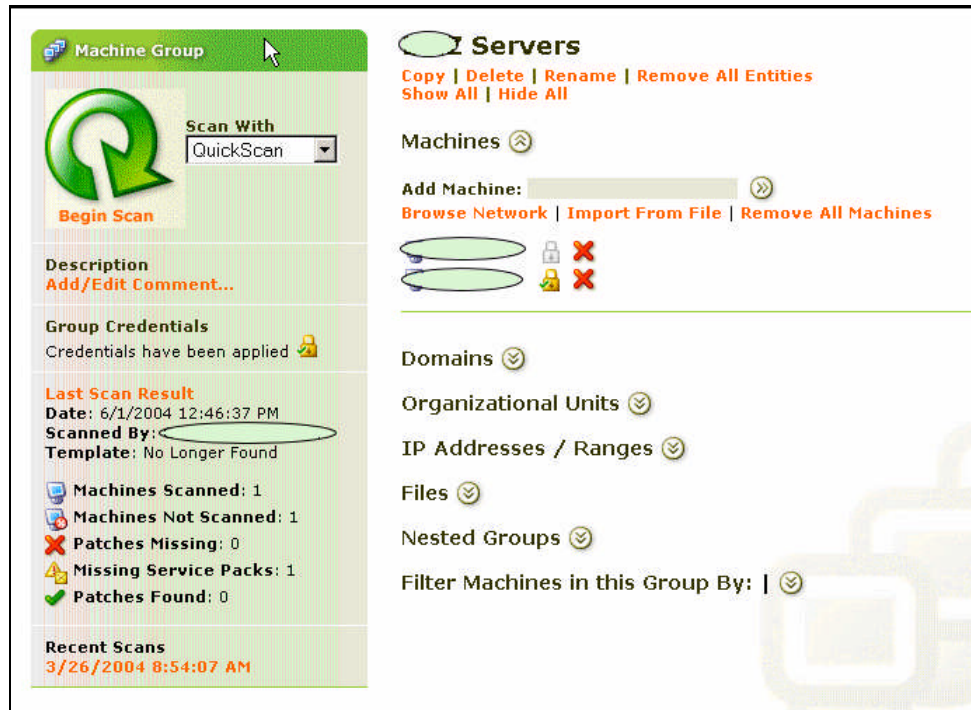 Machine Group
Scan With
QuickScan
Begin Scan
Description
Add/Edit Comment...
Group Credentials
Credentials have been applied
Last Scan Result
Date: 6/1/2004 12:46:37 PM
Scanned By:
Template: No Longer Found
Machines Scanned: 1
Machines Not Scanned: 1
Patches Missing: 0
Missing Service Packs: 1
Patches Found: 0
Recent Scans
3/26/2004 8:54:07 AM
Servers
Copy | Delete | Rename | Remove All Entities
Show All | Hide All
Machines
Add Machine:
Browse Network | Import From File | Remove All Machines
Domains
Organizational Units
IP Addresses / Ranges
Files
Nested Groups
Filter Machines in this Group By: |